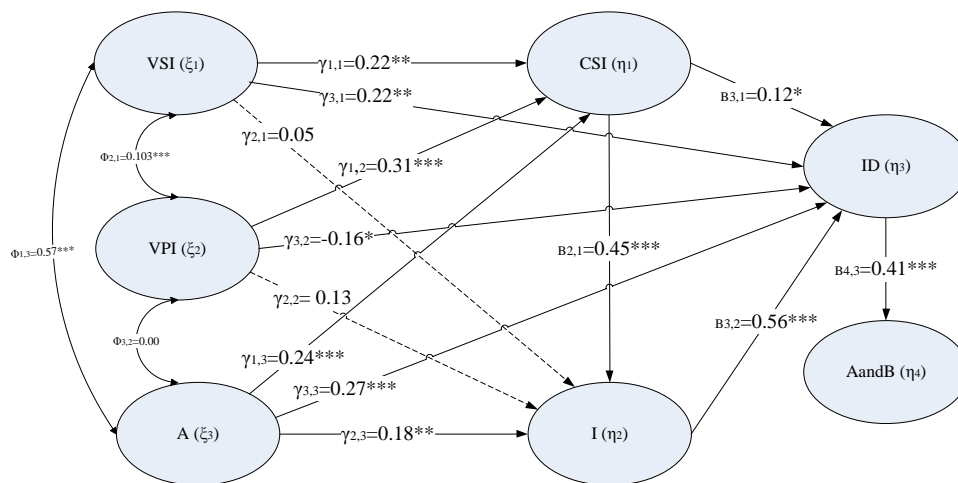 VSI (ξ1)
CSI (η1)
γ1,1=0.22**
γ3,1=0.22**
B3,1=0.12*
γ2,1=0.05
Φ2,1=0.103***
γ1,2=0.31***
ID (η3)
VPI (ξ2)
γ3,2=-0.16*
B2,1=0.45***
Φ1,3=0.57***
B4,3=0.41***
γ2,2= 0.13
B3,2=0.56***
Φ3,2=0.00
γ1,3=0.24***
AandB (η4)
γ3,3=0.27***
A (ξ3)
γ2,3=0.18**
I (η2)